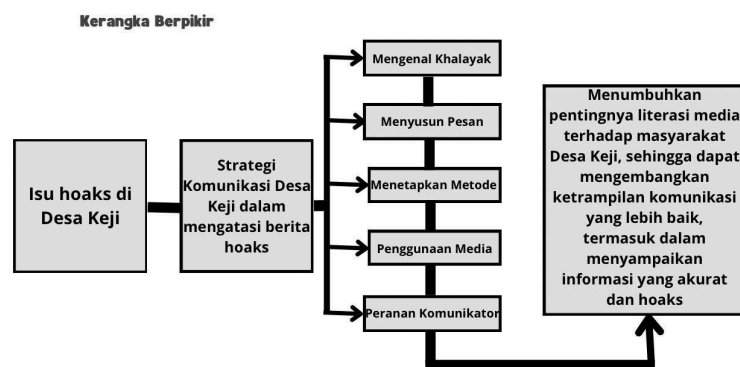 Kerangka Berpikir
Isu hoaks di
Desa Keji
Strategi
Komunikasi Desa
Keji dalam
mengatasi berita
hoaks
Mengenal Khalayak
Menyusun Pesan
Menetapkan Metode
Penggunaan Media
Peranan Komunikator
Menumbuhkan
pentingnya literasi media
terhadap masyarakat
Desa Keji, sehingga dapat
mengembangkan
ketrampilan komunikasi
yang lebih baik,
termasuk dalam
menyampaikan
informasi yang akurat
dan hoaks